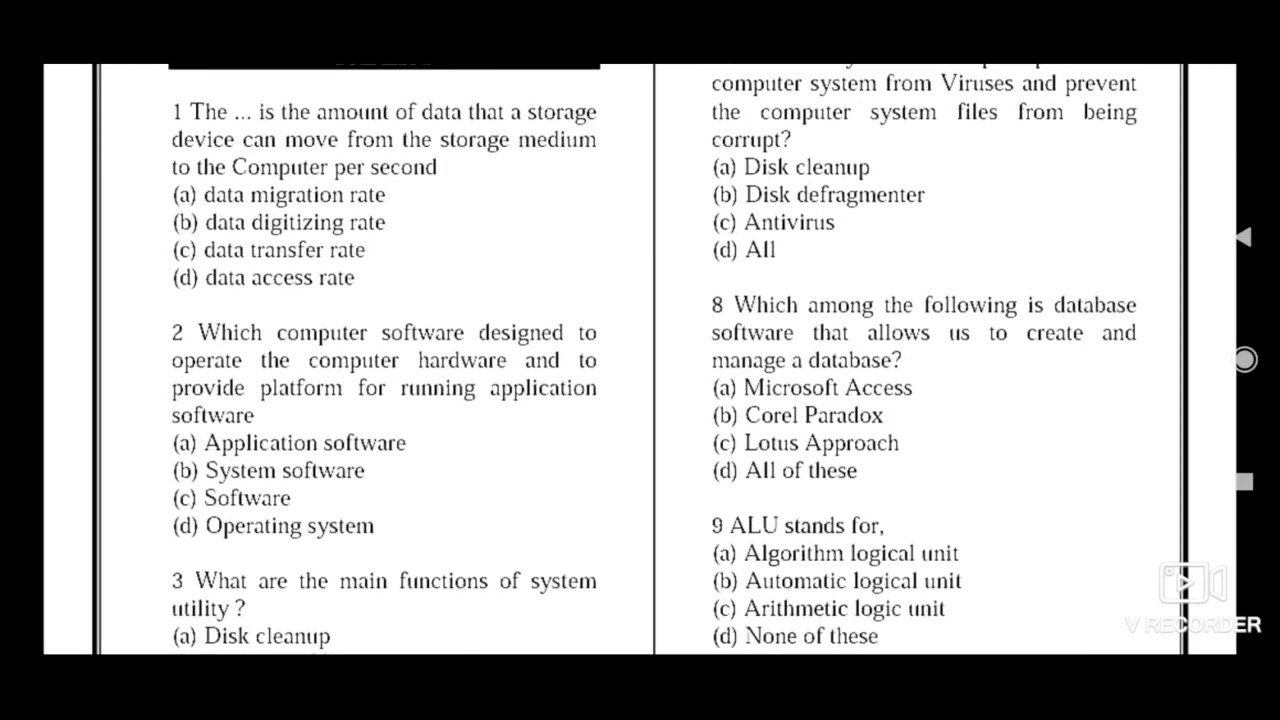 1 The ... is the amount of data that a storage
device can move from the storage medium
to the Computer per second
(a) data migration rate
(b) data digitizing rate
(c) data transfer rate
(d) data access rate
2 Which computer software designed to
operate the computer hardware and to
provide platform for running application
software
(a) Application software
(b) System software
(c) Software
(d) Operating system
3 What are the main functions of system
utility ?
(a) Disk cleanup
computer system from Viruses and prevent
the computer system files from being
corrupt?
(a) Disk cleanup
(b) Disk defragmenter
(c) Antivirus
(d) All
8 Which among the following is database
software that allows us to create and
manage a database?
(a) Microsoft Access
(b) Corel Paradox
(c) Lotus Approach
(d) All of these
9 ALU stands for,
(a) Algorithm logical unit
(b) Automatic logical unit
(c) Arithmetic logic unit
(d) None of these
V RECORDER